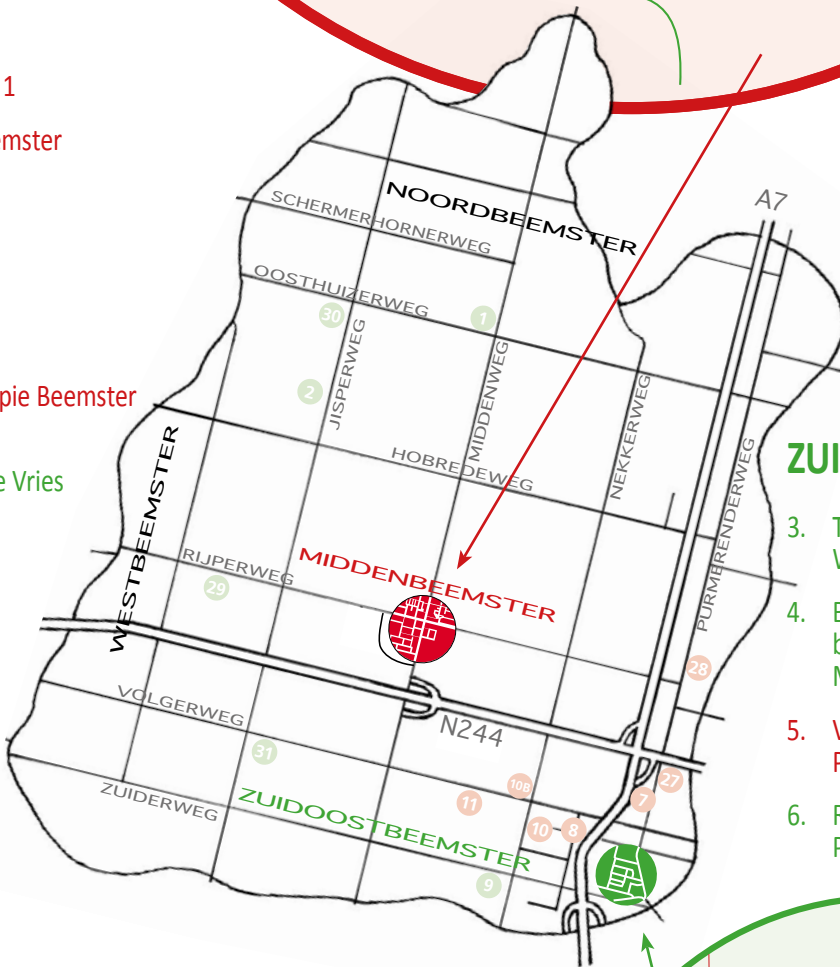 1
emster
pie Beemster
e Vries
A7
NOORDBEEMSTER
SCHERMERHORNERWEG
OOSTHUIZERWEG
30
1
JISPERWEG
MIDDENWEG
2
NEKKERWEG
HOBREDEWEG
PURMERENDERWEG
WESTBEEMSTER
RIJPERWEG
29
MIDDENBEEMSTER
28
VOLGERWEG
N244
31
27
10B
7
11
ZUIDERWEG
ZUIDOOSTBEEMSTER
10
8
9
ZUI
3. T
V
4. E
b
M
5. V
P
6. F
P